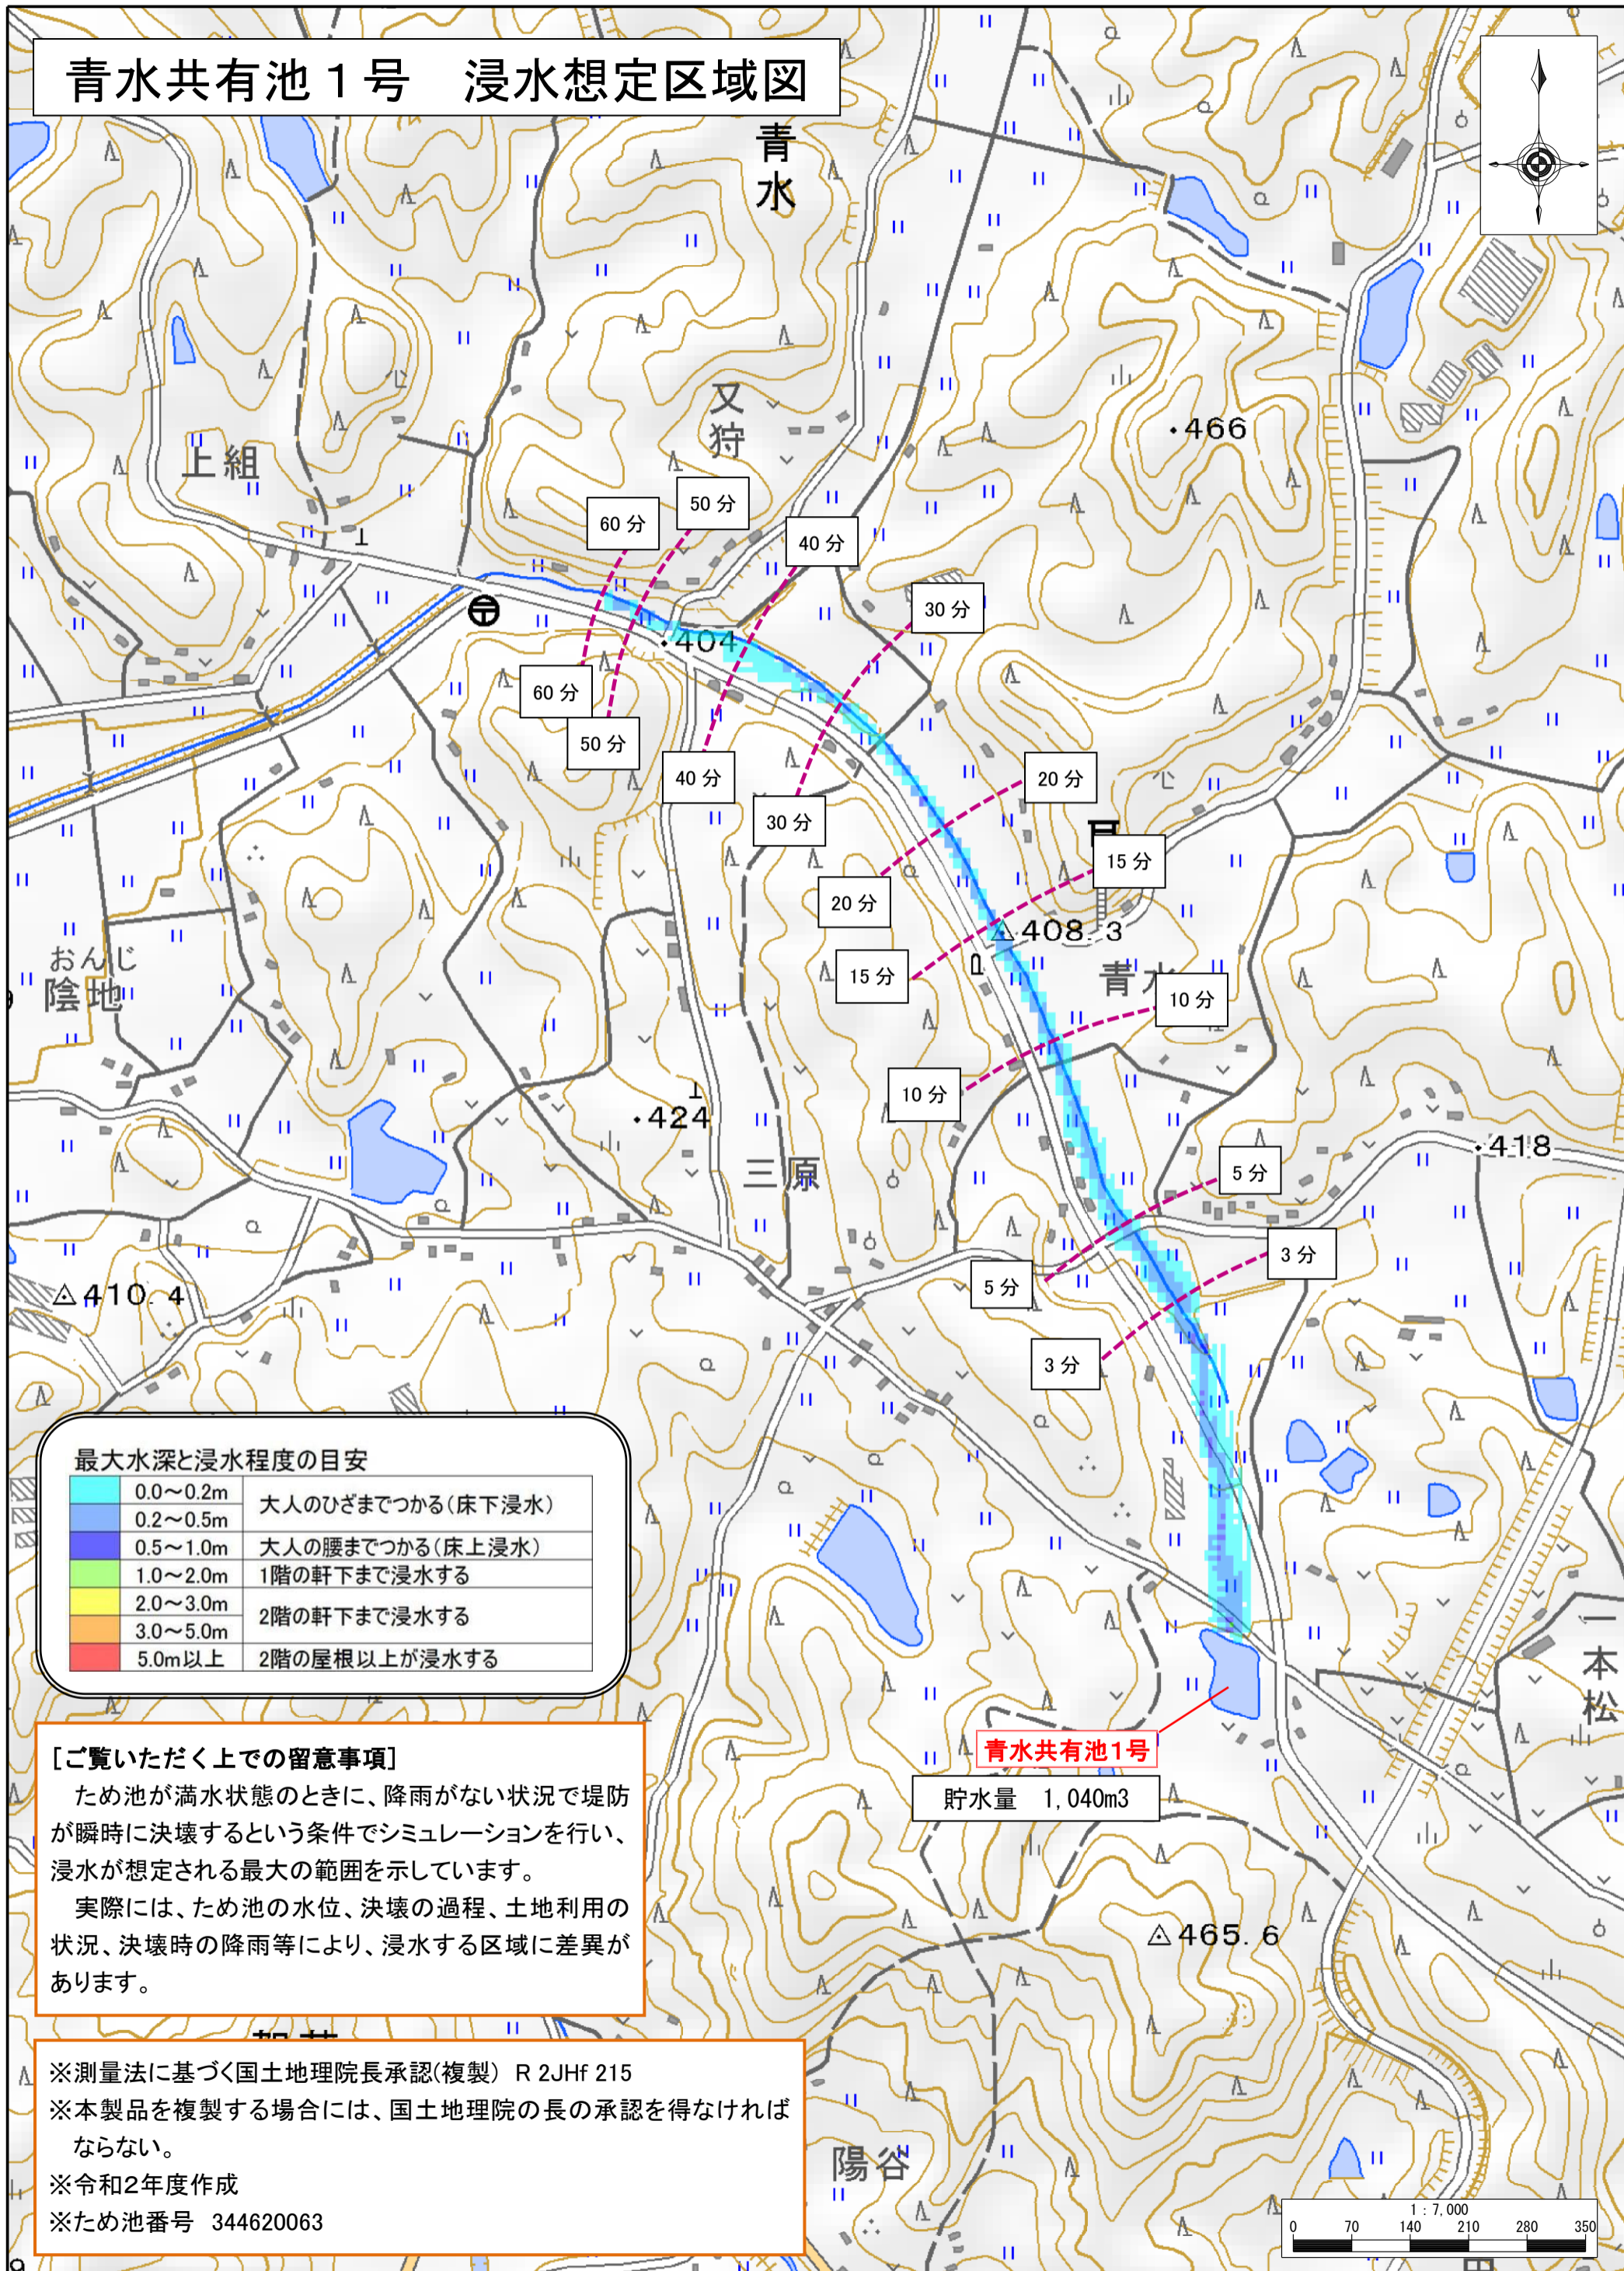 青水共有池１号　浸水想定区域図
青水
又狩
上組
・466
60 分
50 分
40 分
30 分
・404
60 分
50 分
40 分
30 分
20 分
15 分
20 分
408.3
15 分
青水
10 分
おんじ
陰地
10 分
・424
三原
・418
5 分
3 分
5 分
410.4
3 分
最大水深と浸水程度の目安
0.0～0.2m
大人のひざまでつかる（床下浸水）
0.2～0.5m
0.5～1.0m 大人の腰までつかる（床上浸水）
1.0～2.0m 1階の軒下まで浸水する
2.0～3.0m
2階の軒下まで浸水する
3.0～5.0m
5.0m以上 2階の屋根以上が浸水する
一本松
青水共有池1号
貯水量　1,040m3
[ご覧いただく上での留意事項]
ため池が満水状態のときに、降雨がない状況で堤防
が瞬時に決壊するという条件でシミュレーションを行い、
浸水が想定される最大の範囲を示しています。
実際には、ため池の水位、決壊の過程、土地利用の
状況、決壊時の降雨等により、浸水する区域に差異が
あります。
465.6
※測量法に基づく国土地理院長承認(複製) R 2JHf 215
※本製品を複製する場合には、国土地理院の長の承認を得なければ
ならない。
※令和2年度作成
※ため池番号 344620063
陽谷
1：7,000
0 70 140 210 280 350